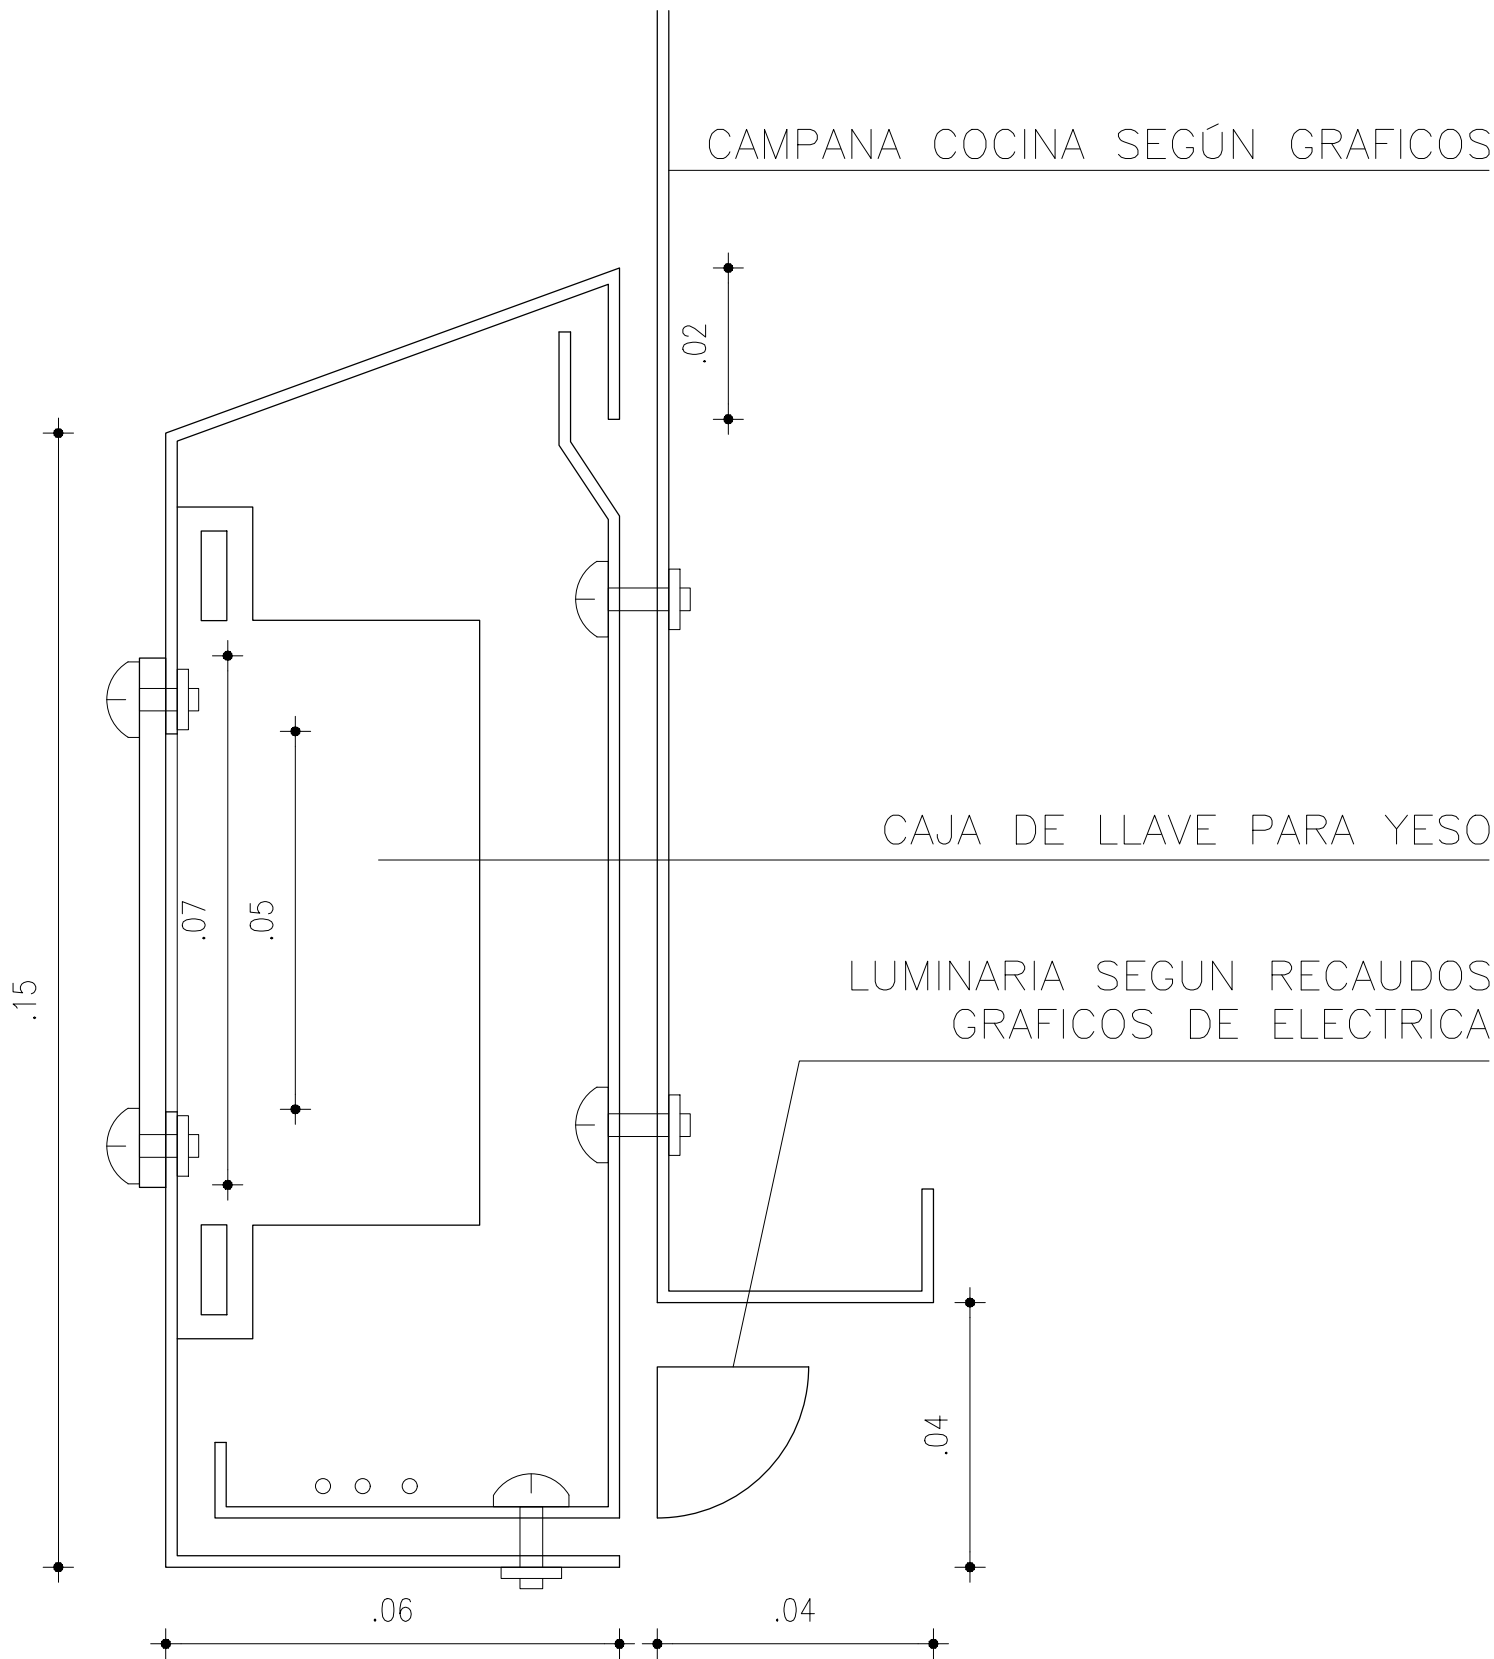 CAMPANA COCINA SEGÚN GRAFICOS
.02
CAJA DE LLAVE PARA YESO
.07
.05
.15
LUMINARIA SEGUN RECAUDOS
GRAFICOS DE ELECTRICA
.04
.06
.04